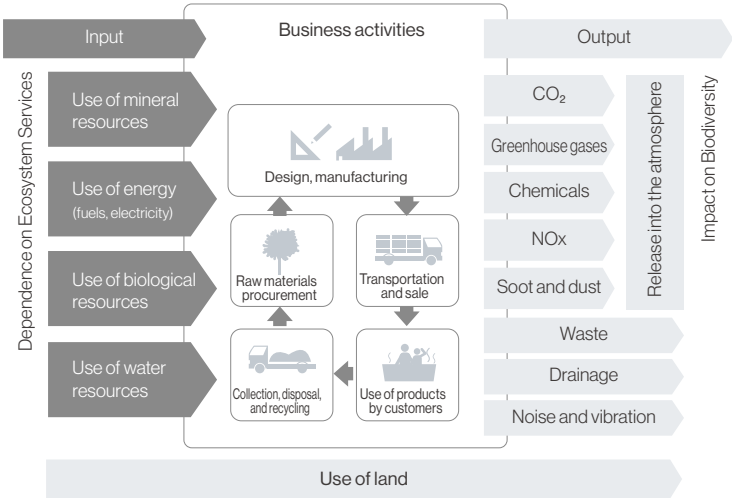 Input
Business activities
Output
Dependence on Ecosystem Services
Use of mineral
resources
Use of energy
(fuels, electricity)
Use of biological
resources
Use of water
resources
Design, manufacturing
Raw materials
procurement
Transportation
and sale
Collection, disposal,
and recycling
Use of products
by customers
CO₂
Greenhouse gases
Chemicals
NOx
Soot and dust
Release into the atmosphere
Impact on Biodiversity
Waste
Drainage
Noise and vibration
Use of land